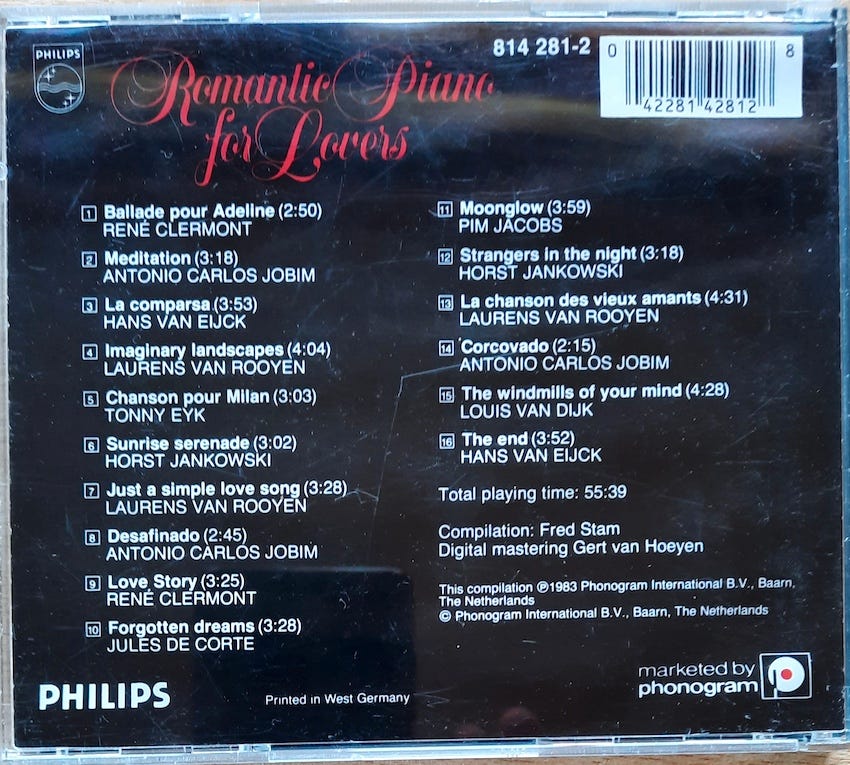 PHILIPS
Romantic Piano
for Lovers
814 281-2
0 42281 42812 8
1 Ballade pour Adeline (2:50)
RENÉ CLERMONT
2 Meditation (3:18)
ANTONIO CARLOS JOBIM
3 La comparsa (3:53)
HANS VAN EIJCK
4 Imaginary landscapes (4:04)
LAURENS VAN ROOYEN
5 Chanson pour Milan (3:03)
TONNY EYK
6 Sunrise serenade (3:02)
HORST JANKOWSKI
7 Just a simple love song (3:28)
LAURENS VAN ROOYEN
8 Desafinado (2:45)
ANTONIO CARLOS JOBIM
9 Love Story (3:25)
RENÉ CLERMONT
10 Forgotten dreams (3:28)
JULES DE CORTE
11 Moonglow (3:59)
PIM JACOBS
12 Strangers in the night (3:18)
HORST JANKOWSKI
13 La chanson des vieux amants (4:31)
LAURENS VAN ROOYEN
14 Corcovado (2:15)
ANTONIO CARLOS JOBIM
15 The windmills of your mind (4:28)
LOUIS VAN DIJK
16 The end (3:52)
HANS VAN EIJCK
Total playing time: 55:39
Compilation: Fred Stam
Digital mastering Gert van Hoeyen
This compilation ℗1983 Phonogram International B.V., Baarn,
The Netherlands
© Phonogram International B.V., Baarn, The Netherlands
PHILIPS
Printed in West Germany
marketed by
phonogram
p